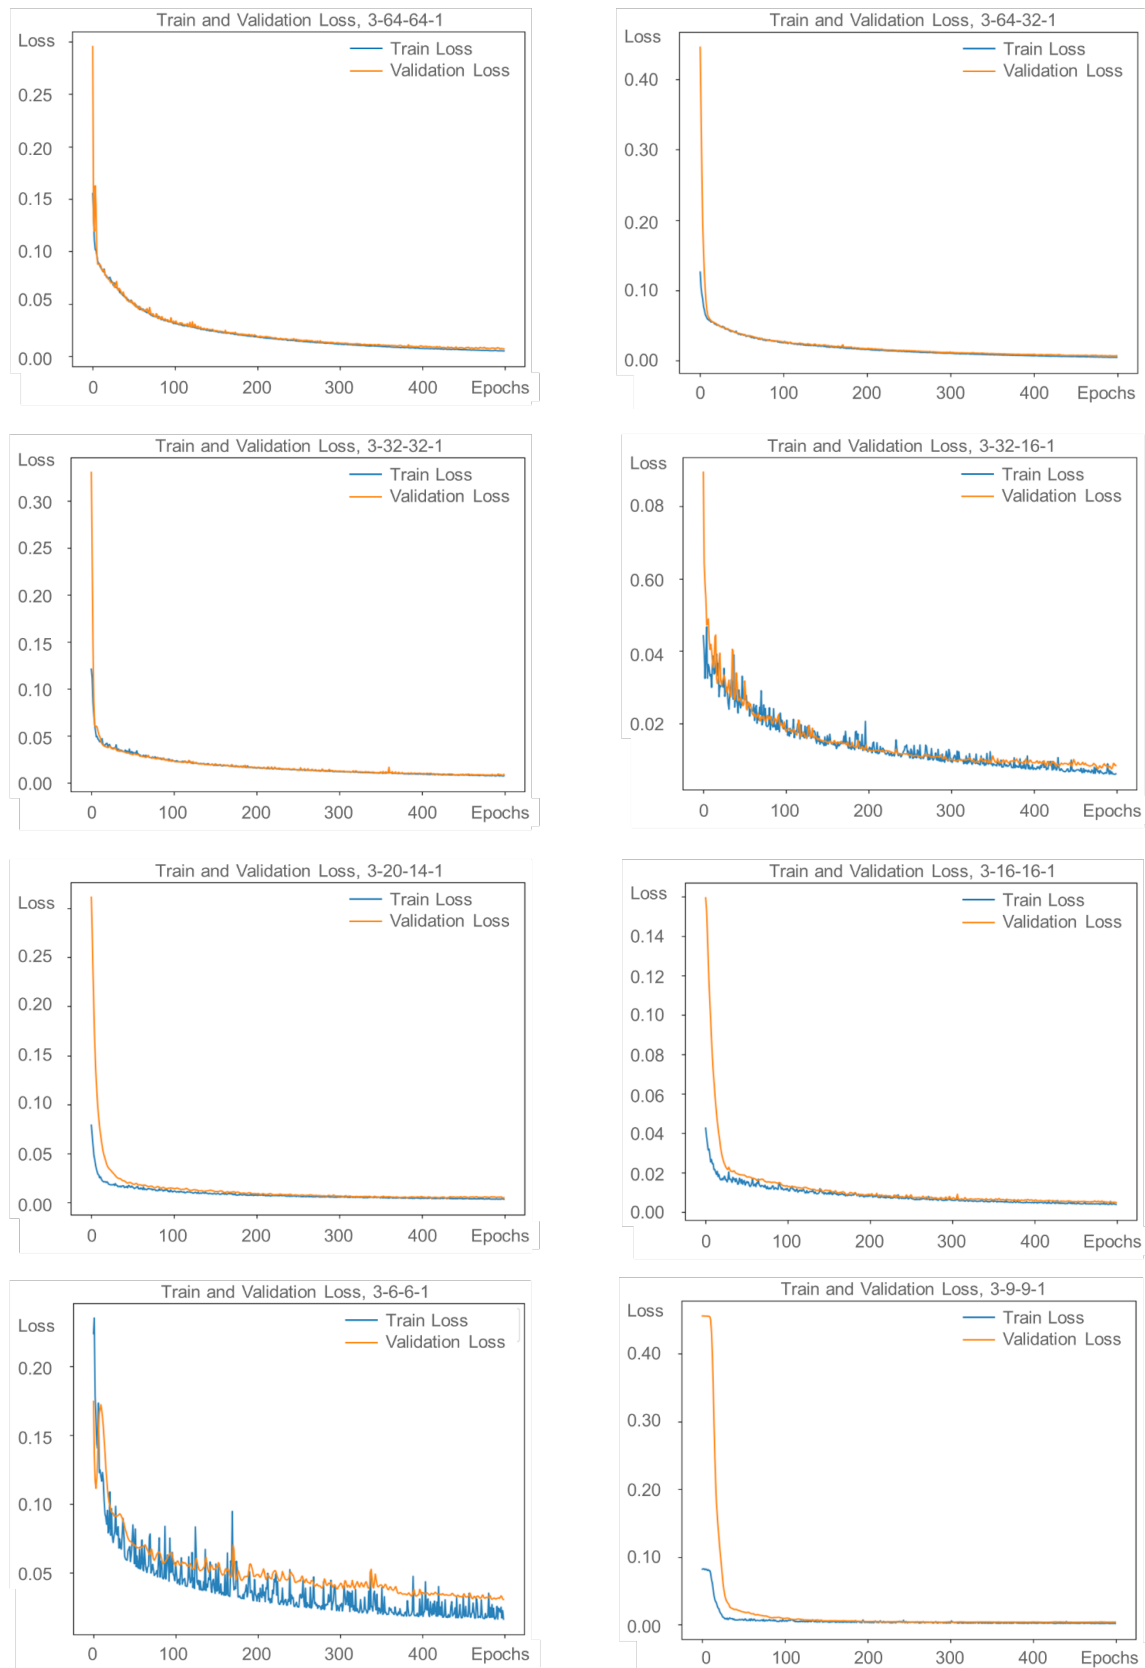 Train and Validation Loss, 3-64-64-1
Loss
Train Loss
Validation Loss
0.25
0.20
0.15
0.10
0.05
0.00
0 100 200 300 400 Epochs
Train and Validation Loss, 3-64-32-1
Loss
Train Loss
Validation Loss
0.40
0.30
0.20
0.10
0.00
0 100 200 300 400 Epochs
Train and Validation Loss, 3-32-32-1
Loss
Train Loss
Validation Loss
0.30
0.25
0.20
0.15
0.10
0.05
0.00
0 100 200 300 400 Epochs
Train and Validation Loss, 3-32-16-1
Loss
Train Loss
Validation Loss
0.08
0.60
0.04
0.02
0 100 200 300 400 Epochs
Train and Validation Loss, 3-20-14-1
Loss
Train Loss
Validation Loss
0.25
0.20
0.15
0.10
0.05
0.00
0 100 200 300 400 Epochs
Train and Validation Loss, 3-16-16-1
Loss
Train Loss
Validation Loss
0.14
0.12
0.10
0.08
0.06
0.04
0.02
0.00
0 100 200 300 400 Epochs
Train and Validation Loss, 3-6-6-1
Loss
Train Loss
Validation Loss
0.20
0.15
0.10
0.05
0 100 200 300 400 Epochs
Train and Validation Loss, 3-9-9-1
Loss
Train Loss
Validation Loss
0.40
0.30
0.20
0.10
0.00
0 100 200 300 400 Epochs